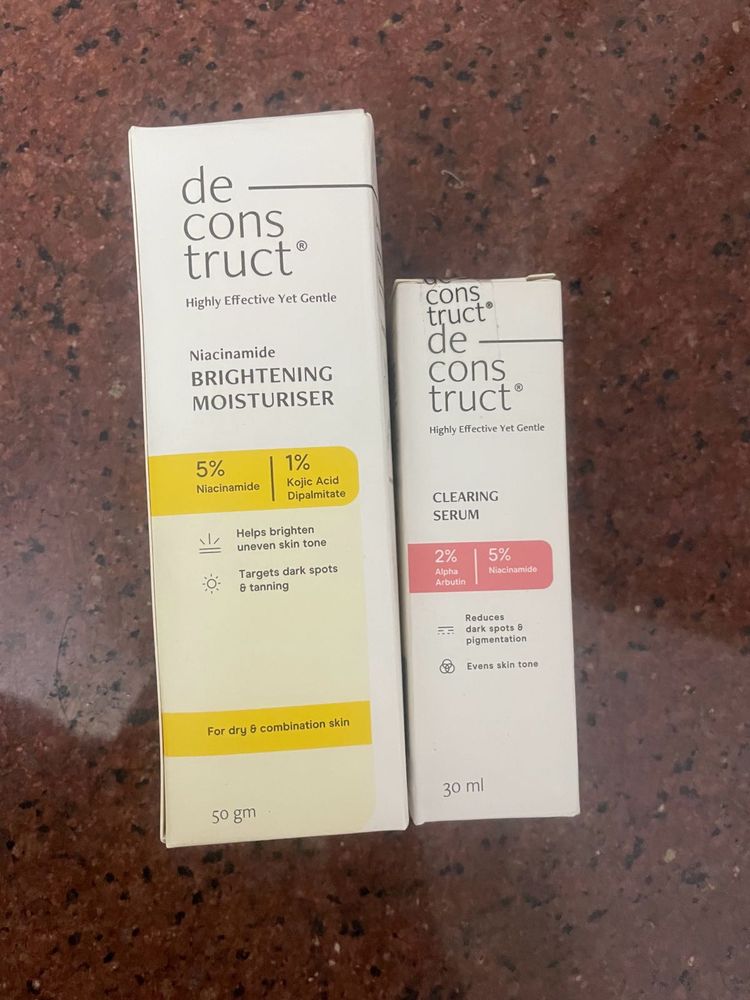 de
cons
truct®
Highly Effective Yet Gentle
Niacinamide
BRIGHTENING
MOISTURISER
5%
Niacinamide
1%
Kojic Acid
Dipalmitate
Helps brighten
uneven skin tone
Targets dark spots
& tanning
For dry & combination skin
50 gm
de
cons
truct®
de
cons
truct®
Highly Effective Yet Gentle
CLEARING
SERUM
2%
Alpha
Arbutin
5%
Niacinamide
Reduces
dark spots &
pigmentation
Evens skin tone
30 ml